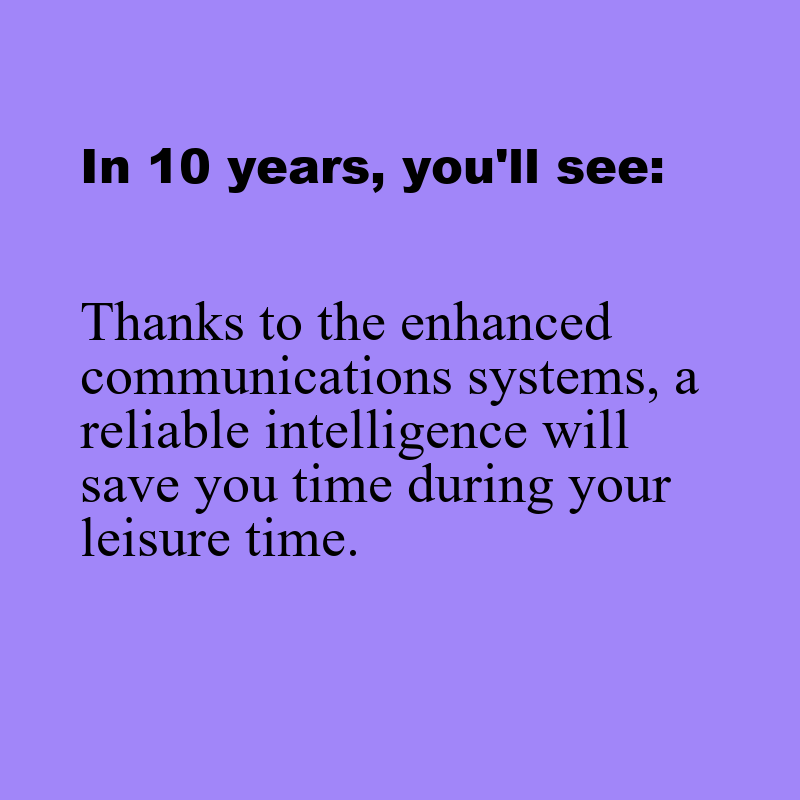 In 10 years, you'll see:
Thanks to the enhanced
communications systems, a
reliable intelligence will
save you time during your
leisure time.